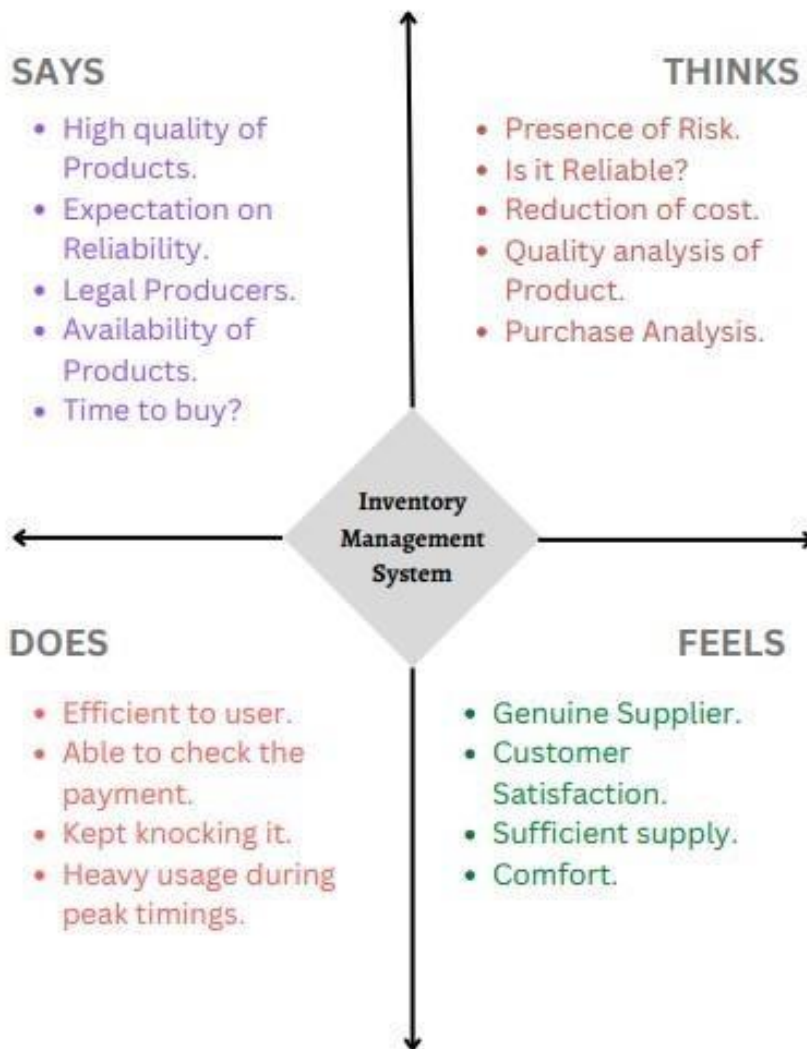 SAYS
• High quality of
Products.
• Expectation on
Reliability.
• Legal Producers.
• Availability of
Products.
• Time to buy?
THINKS
• Presence of Risk.
• Is it Reliable?
• Reduction of cost.
• Quality analysis of
Product.
• Purchase Analysis.
Inventory
Management
System
DOES
• Efficient to user.
• Able to check the
payment.
• Kept knocking it.
• Heavy usage during
peak timings.
FEELS
• Genuine Supplier.
• Customer
Satisfaction.
• Sufficient supply.
• Comfort.